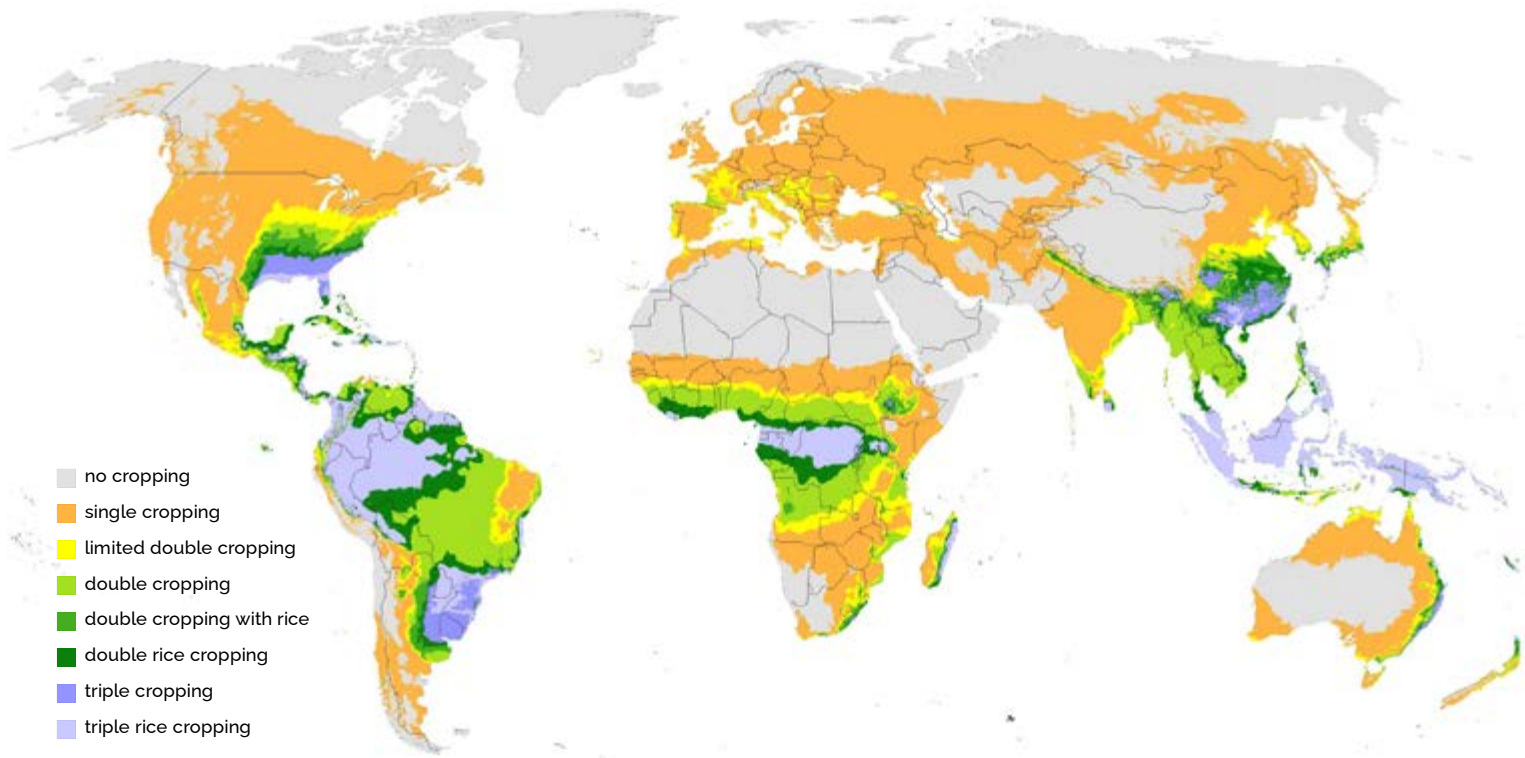 no cropping
single cropping
limited double cropping
double cropping
double cropping with rice
double rice cropping
triple cropping
triple rice cropping